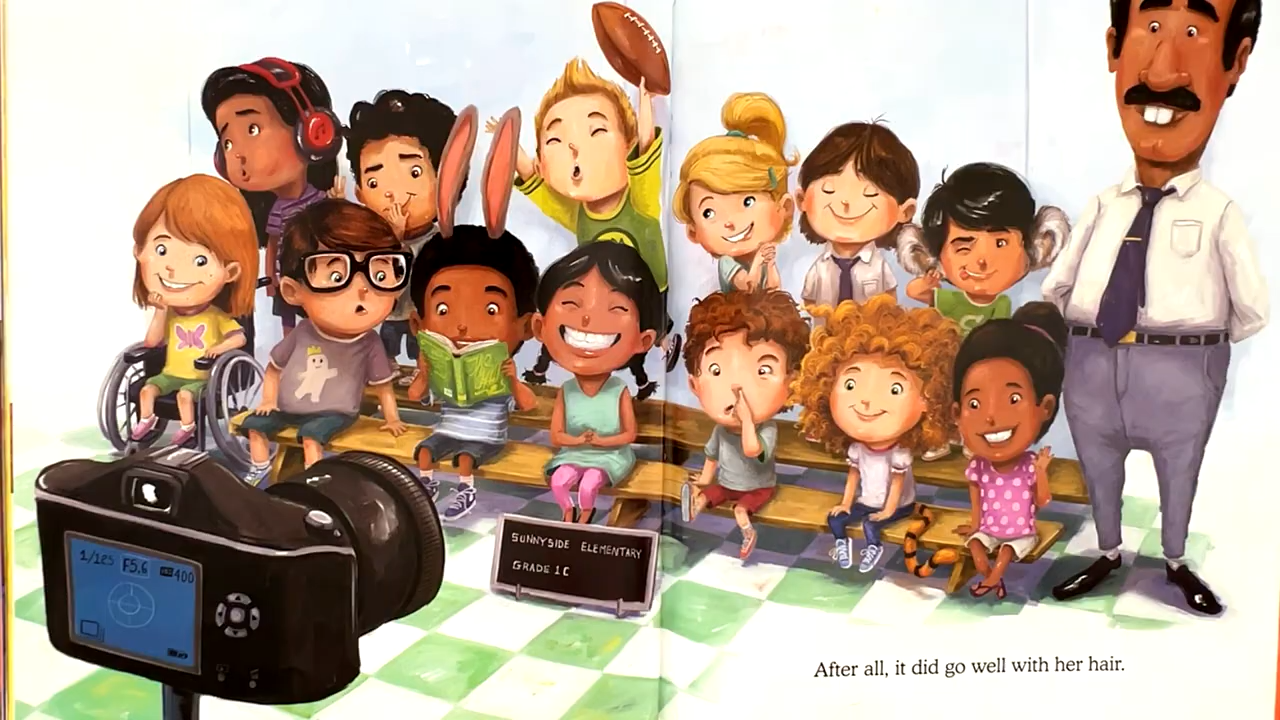 1/125 F5.6 400
SUNNYSIDE ELEMENTARY
GRADE 1C
After all, it did go well with her hair.